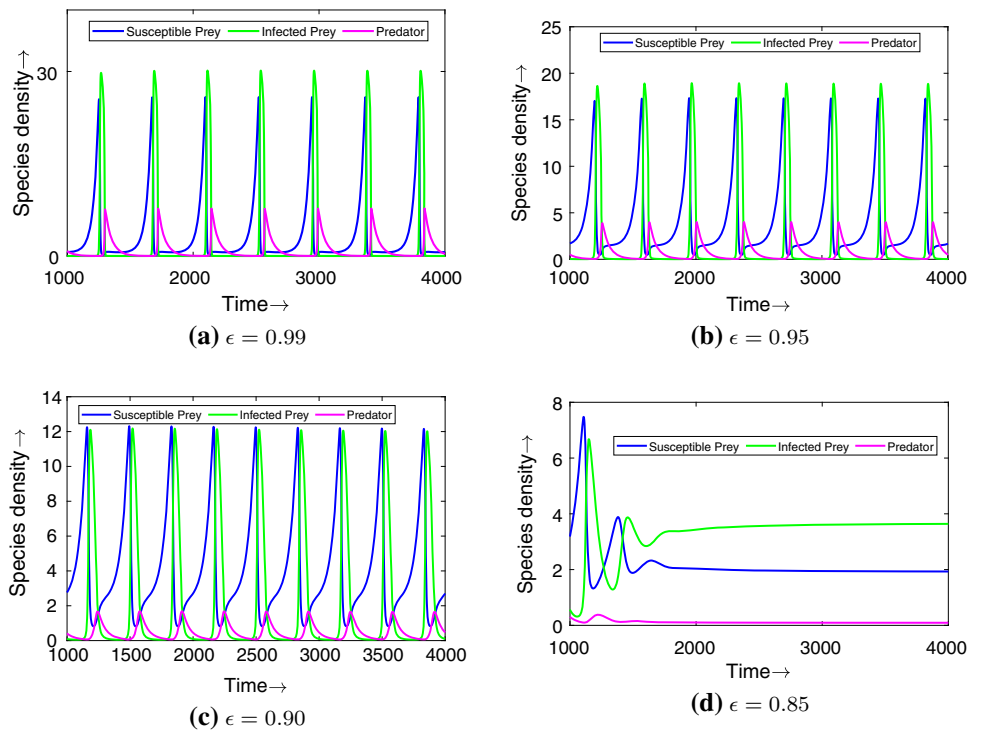 Susceptible Prey Infected Prey Predator
Species density→
30
0
1000 2000 3000 4000
Time→
(a) ϵ = 0.99
Susceptible Prey Infected Prey Predator
Species density→
25
20
15
10
5
0
1000 2000 3000 4000
Time→
(b) ϵ = 0.95
Susceptible Prey Infected Prey Predator
Species density→
14
12
10
8
6
4
2
0
1000 1500 2000 2500 3000 3500 4000
Time→
(c) ϵ = 0.90
Susceptible Prey Infected Prey Predator
Species density→
8
6
4
2
0
1000 2000 3000 4000
Time→
(d) ϵ = 0.85